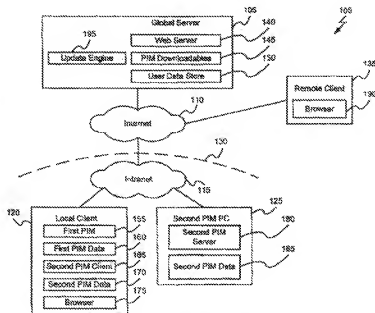 105
100
Global Server
195
140
Web Server
145
Update Engine
PIM Downloadables
150
User Data Store
135
Remote Client
110
190
Browser
Internet
130
Intranet
115
120
125
Local Client
155
Second PIM PC
First PIM
160
180
Second PIM
Server
First PIM Data
165
185
Second PIM Client
170
Second PIM Data
Second PIM Data
175
Browser